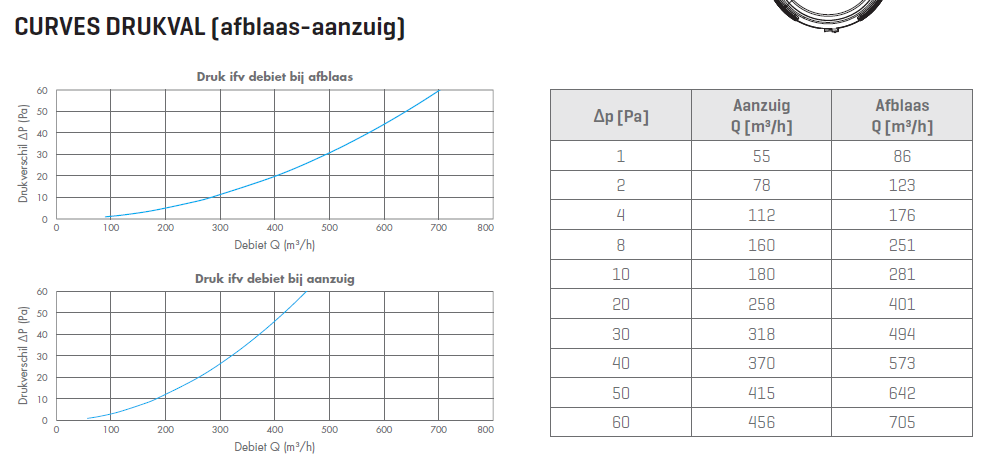 CURVES DRUKVAL (afblaas-aanzuig)
Druk ifv debiet bij afblaas
Drukverschil ΔP (Pa)
60
50
40
30
20
10
0
0 100 200 300 400 500 600 700 800
Debiet Q (m³/h)
Druk ifv debiet bij aanzuig
Drukverschil ΔP (Pa)
60
50
40
30
20
10
0
0 100 200 300 400 500 600 700 800
Debiet Q (m³/h)
Δp [Pa] Aanzuig Afblaas
Q [m³/h] Q [m³/h]
1 55 86
2 78 123
4 112 176
8 160 251
10 180 281
20 258 401
30 318 494
40 370 573
50 415 642
60 456 705